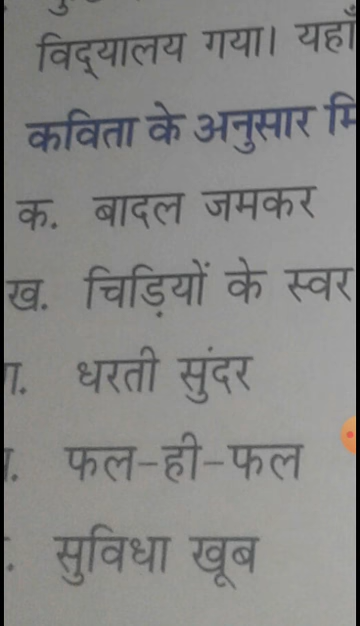 विद्यालय गया। यहाँ
कविता के अनुसार मि
क. बादल जमकर
ख. चिड़ियों के स्वर
ग. धरती सुंदर
. फल-ही-फल
. सुविधा खूब